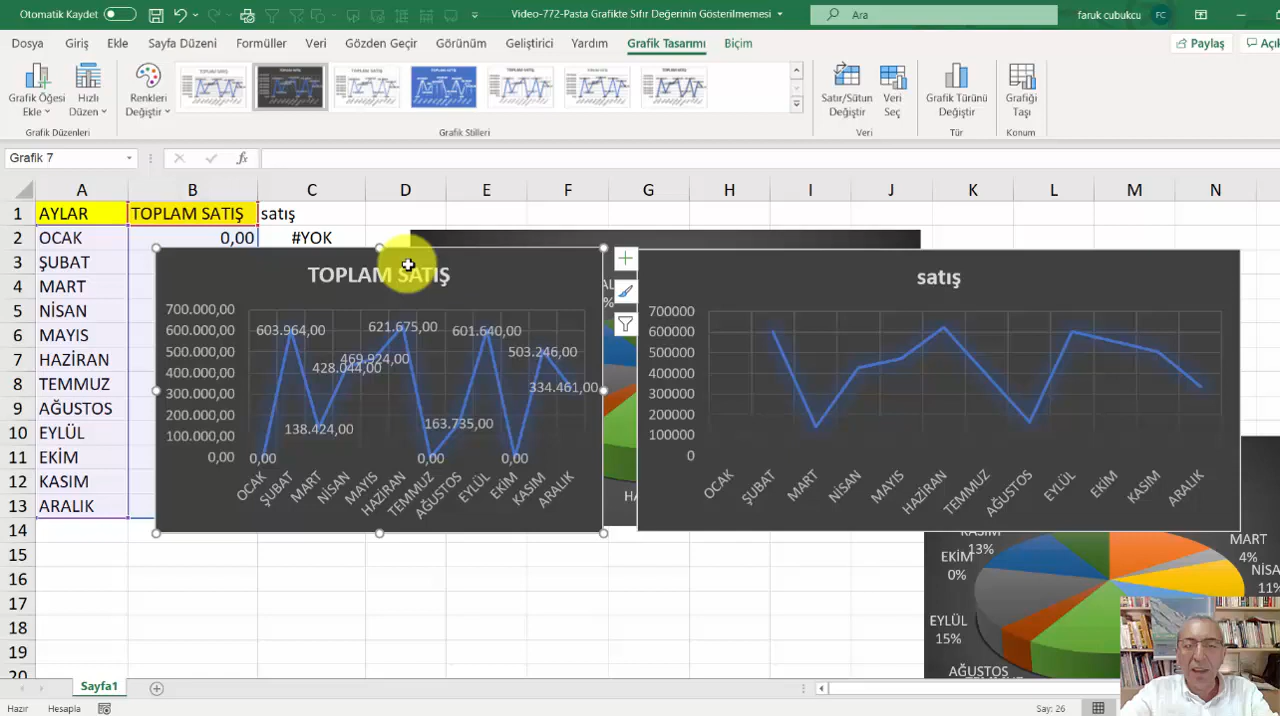 Otomatik Kaydet
Video-772-Pasta Grafikte Sıfır Değerinin Gösterilmemesi
Ara
faruk cubukcu
FC
Dosya
Giriş
Ekle
Sayfa Düzeni
Formüller
Veri
Gözden Geçir
Görünüm
Geliştirici
Yardım
Grafik Tasarımı
Biçim
Paylaş
Grafik Öğesi Ekle
Hızlı Düzen
Renkleri Değiştir
Satır/Sütun Değiştir
Veri Seç
Grafik Türünü Değiştir
Grafiği Taşı
Grafik Düzenleri
Grafik Stilleri
Veri
Tür
Konum
Grafik 7
fx
A B C D E F G H I J K L M N
1 AYLAR TOPLAM SATIŞ satış
2 OCAK 0,00 #YOK
3 ŞUBAT
4 MART
5 NİSAN
6 MAYIS
7 HAZİRAN
8 TEMMUZ
9 AĞUSTOS
10 EYLÜL
11 EKİM
12 KASIM
13 ARALIK
14
15
16
17
18
19
20
TOPLAM SATIŞ
700.000,00
600.000,00
500.000,00
400.000,00
300.000,00
200.000,00
100.000,00
0,00
0,00
603.964,00
138.424,00
428.044,00
469.924,00
621.675,00
0,00
163.735,00
601.640,00
0,00
503.246,00
334.461,00
OCAK
ŞUBAT
MART
NİSAN
MAYIS
HAZİRAN
TEMMUZ
AĞUSTOS
EYLÜL
EKİM
KASIM
ARALIK
satış
700000
600000
500000
400000
300000
200000
100000
0
OCAK
ŞUBAT
MART
NİSAN
MAYIS
HAZİRAN
TEMMUZ
AĞUSTOS
EYLÜL
EKİM
KASIM
ARALIK
KASIM
13%
EKİM
0%
EYLÜL
15%
AĞUSTOS
MART
4%
11%
Sayfa1
Hazır
Hesapla
Say: 26